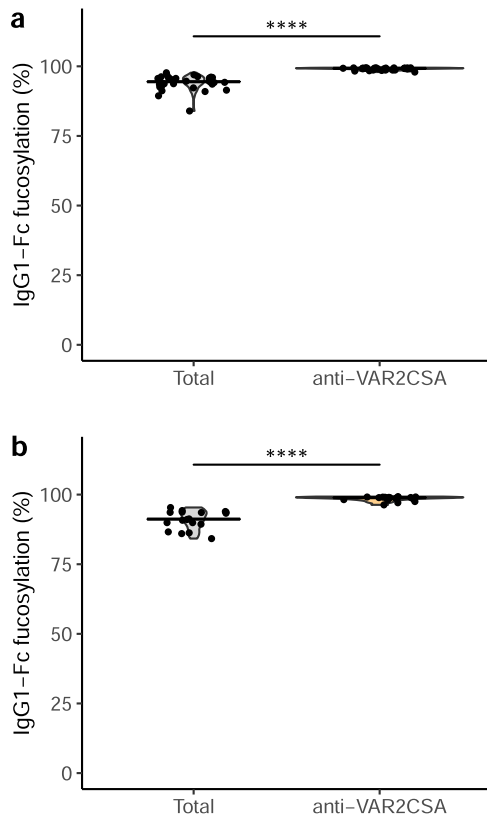 a
****
IgG1−Fc fucosylation (%)
100
75
50
25
0
Total
anti−VAR2CSA
b
****
IgG1−Fc fucosylation (%)
100
75
50
25
0
Total
anti−VAR2CSA